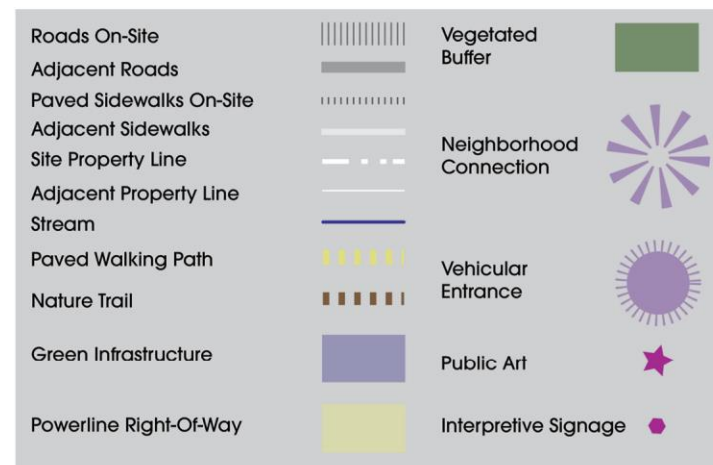 Roads On-Site
Adjacent Roads
Paved Sidewalks On-Site
Adjacent Sidewalks
Site Property Line
Adjacent Property Line
Stream
Paved Walking Path
Nature Trail
Green Infrastructure
Powerline Right-Of-Way
Vegetated
Buffer
Neighborhood
Connection
Vehicular
Entrance
Public Art
Interpretive Signage